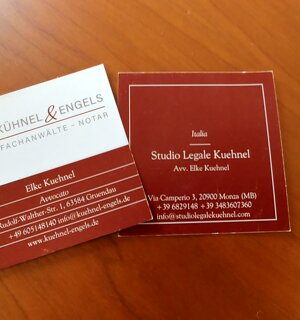 KÜHNEL & ENGELS
FACHANWÄLTE - NOTAR
Elke Kuehnel
Avvocato
Rudolf-Walther-Str. 1, 63584 Gruendau
+49 605148140 info@kuehnel-engels.de
www.kuehnel-engels.de
Italia
Studio Legale Kuehnel
Avv. Elke Kuehnel
Via Camperio 3, 20900 Monza (MB)
+39 6829148 +39 3483607360
info@studiolegalekuehnel.com